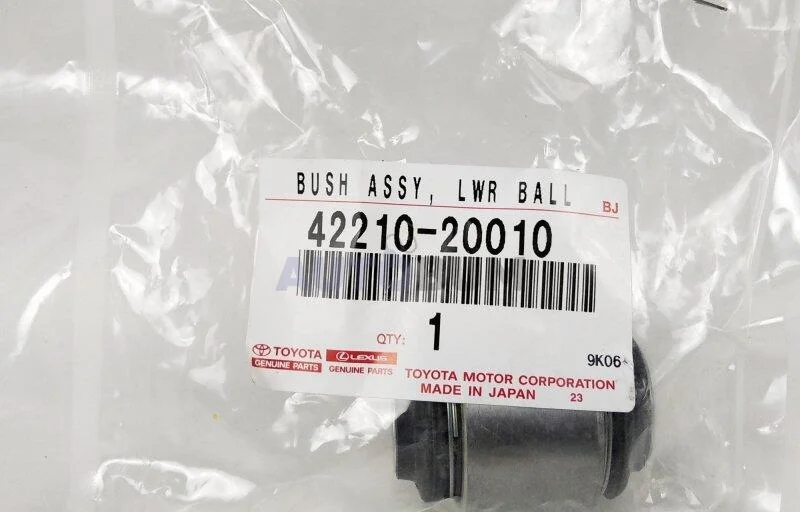 BUSH ASSY, LWR BALL
BJ
42210-20010
QTY: 1
9K06
TOYOTA LEXUS
GENUINE PARTS GENUINE PARTS
TOYOTA MOTOR CORPORATION
MADE IN JAPAN 23